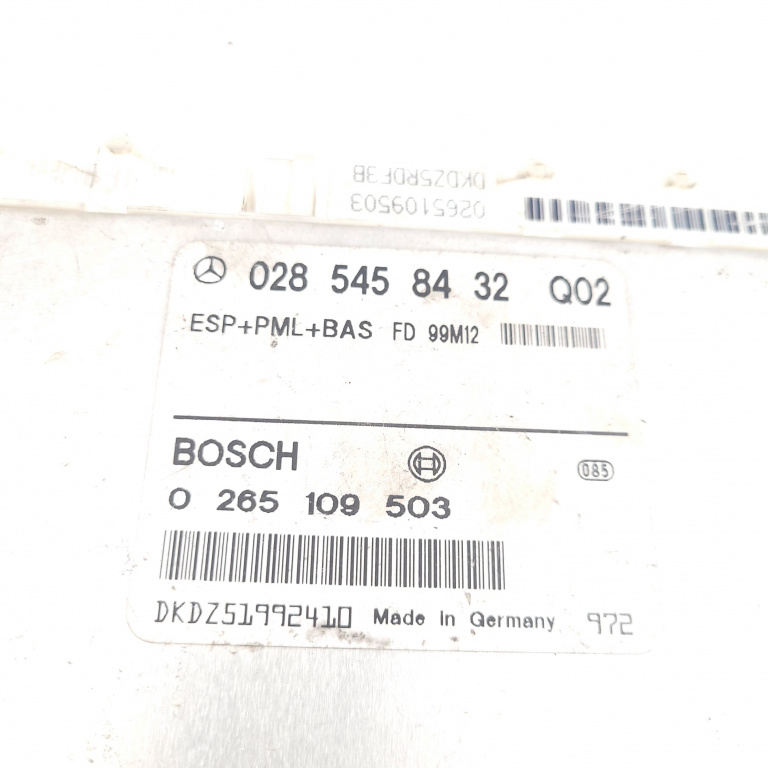 DKDZ5RDF3B
0265109503
028 545 84 32 Q02
ESP+PML+BAS FD 99M12
BOSCH
085
0 265 109 503
DKDZ51992410 Made in Germany 972